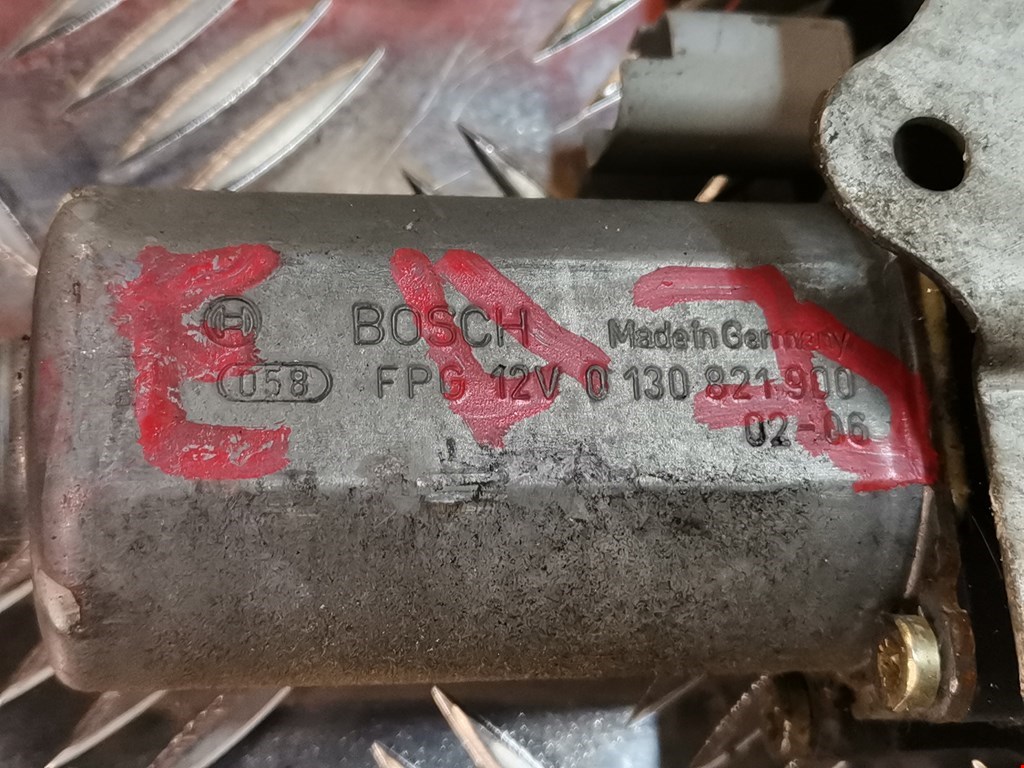 BOSCH Made in Germany
058 FPG 12V 0 130 821 900
02-06